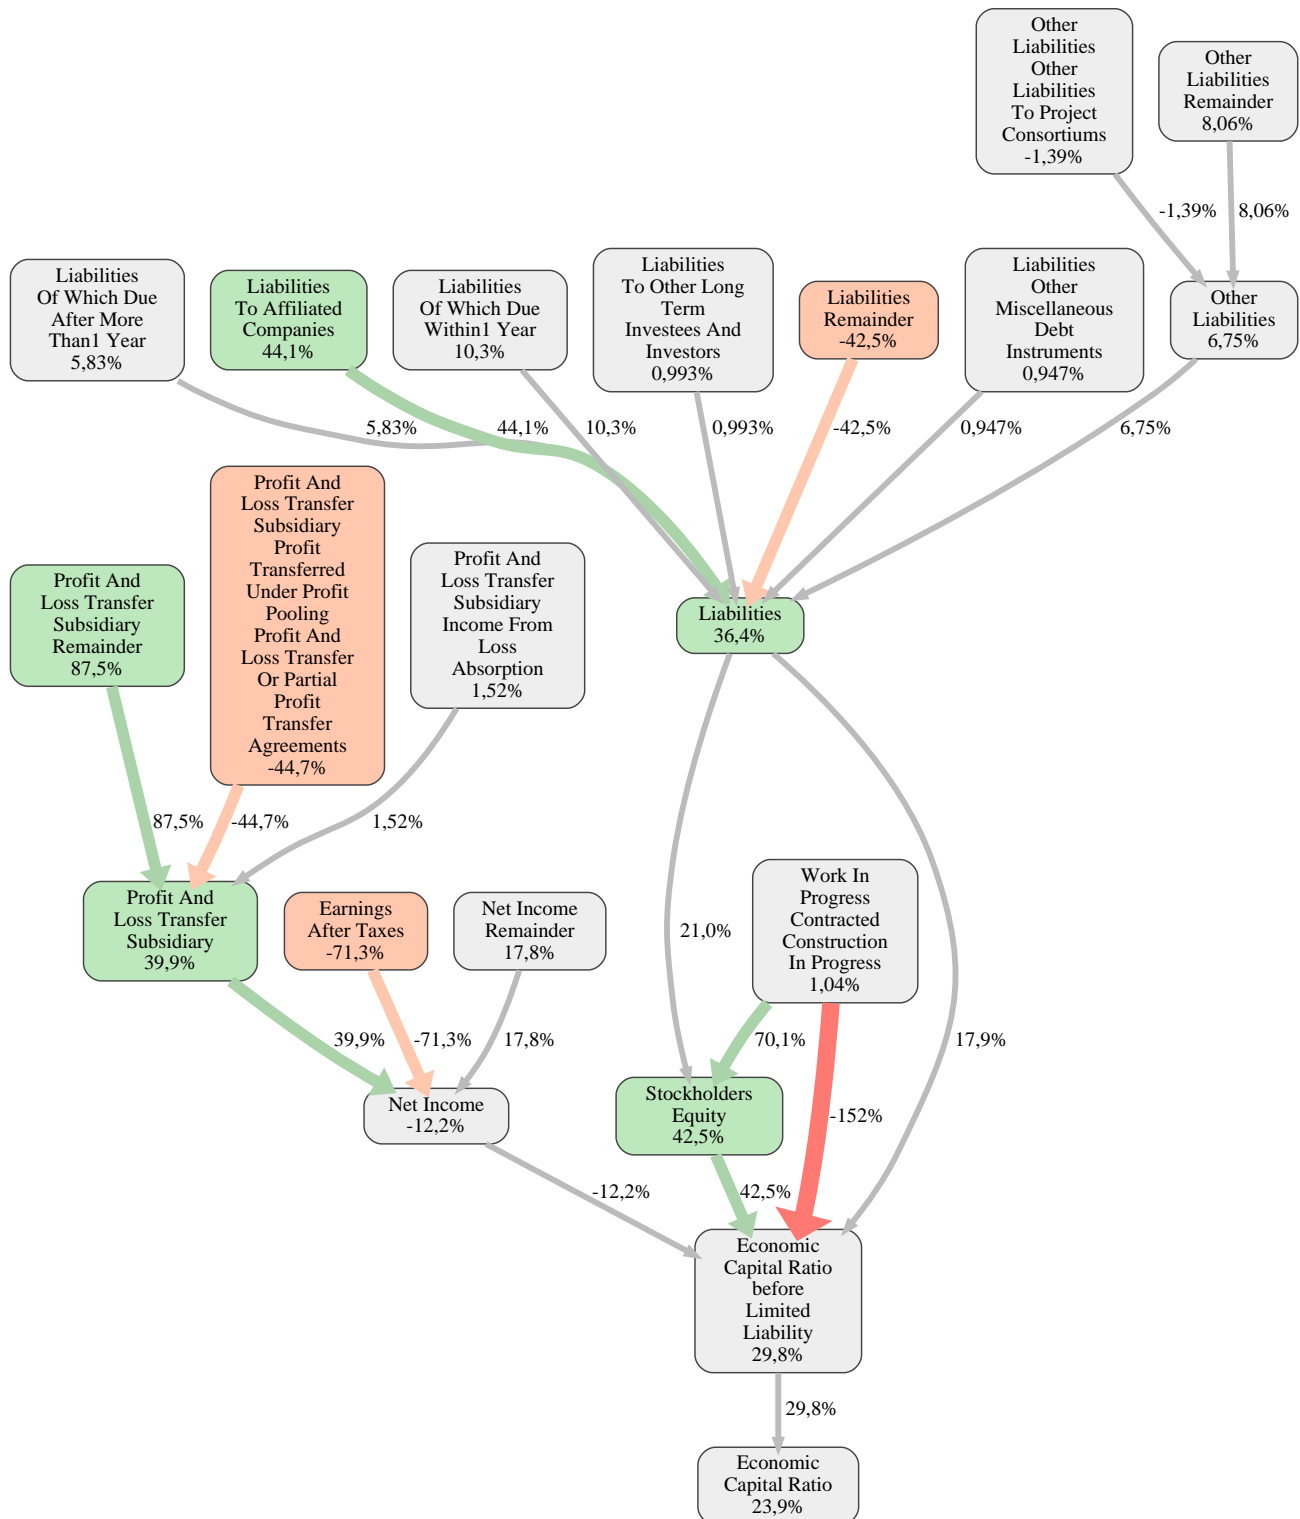 Other
Liabilities
Other
Liabilities
To Project
Consortiums
-1,39%
Other
Liabilities
Remainder
8,06%
-1,39%
8,06%
Liabilities
Of Which Due
After More
Than1 Year
5,83%
Liabilities
To Affiliated
Companies
44,1%
Liabilities
Of Which Due
Within1 Year
10,3%
Liabilities
To Other Long
Term
Investees And
Investors
0,993%
Liabilities
Remainder
-42,5%
Liabilities
Other
Miscellaneous
Debt
Instruments
0,947%
Other
Liabilities
6,75%
5,83%
44,1%
10,3%
0,993%
-42,5%
0,947%
6,75%
Profit And
Loss Transfer
Subsidiary
Remainder
87,5%
Profit And
Loss Transfer
Subsidiary
Profit
Transferred
Under Profit
Pooling
Profit And
Loss Transfer
Or Partial
Profit
Transfer
Agreements
-44,7%
Profit And
Loss Transfer
Subsidiary
Income From
Loss
Absorption
1,52%
Liabilities
36,4%
87,5%
-44,7%
1,52%
Profit And
Loss Transfer
Subsidiary
39,9%
Earnings
After Taxes
-71,3%
Net Income
Remainder
17,8%
21,0%
Work In
Progress
Contracted
Construction
In Progress
1,04%
39,9%
-71,3%
17,8%
70,1%
17,9%
Net Income
-12,2%
Stockholders
Equity
42,5%
-152%
-12,2%
42,5%
Economic
Capital Ratio
before
Limited
Liability
29,8%
29,8%
Economic
Capital Ratio
23,9%